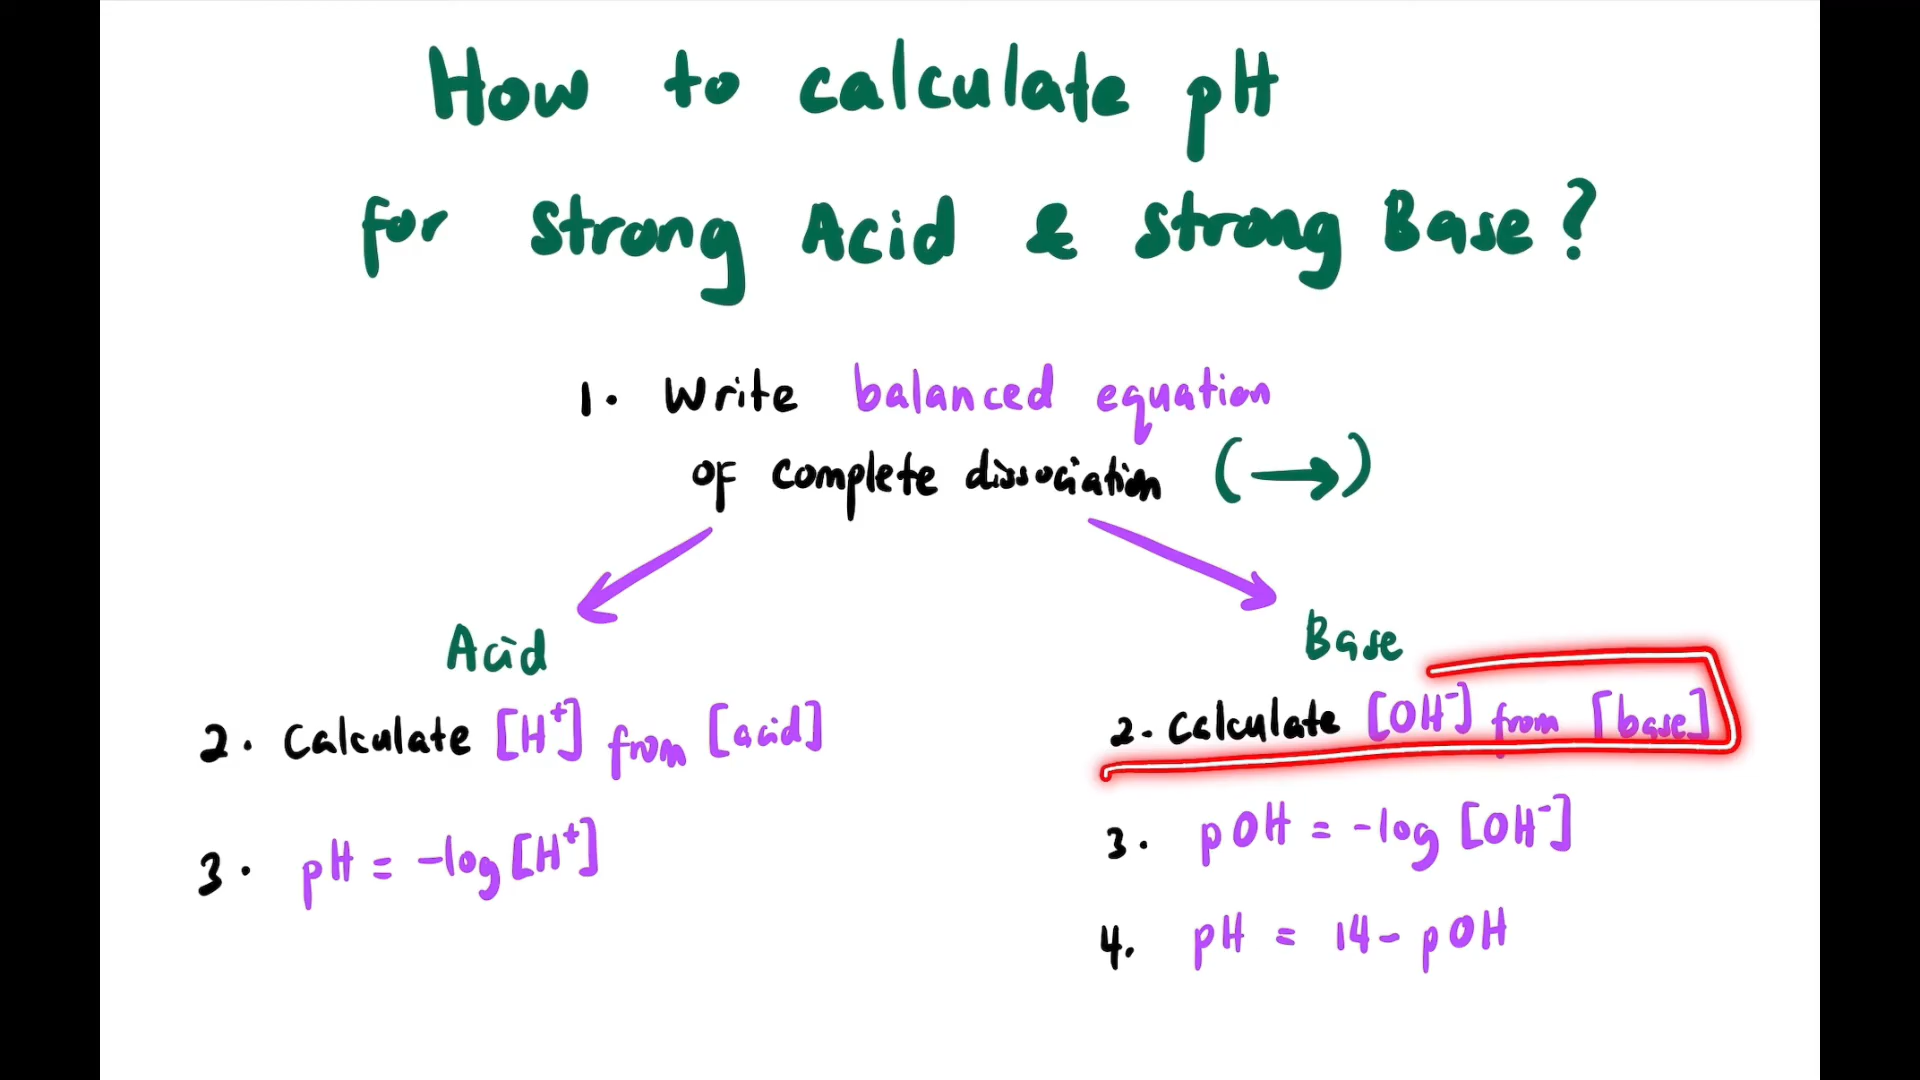 How to calculate pH
for strong Acid & strong Base?
1. Write balanced equation
of complete dissociation (→)
Acid
2. Calculate [H⁺] from [acid]
3. pH = -log [H⁺]
Base
2. Calculate [OH⁻] from [base]
3. pOH = -log [OH⁻]
4. pH = 14 - pOH